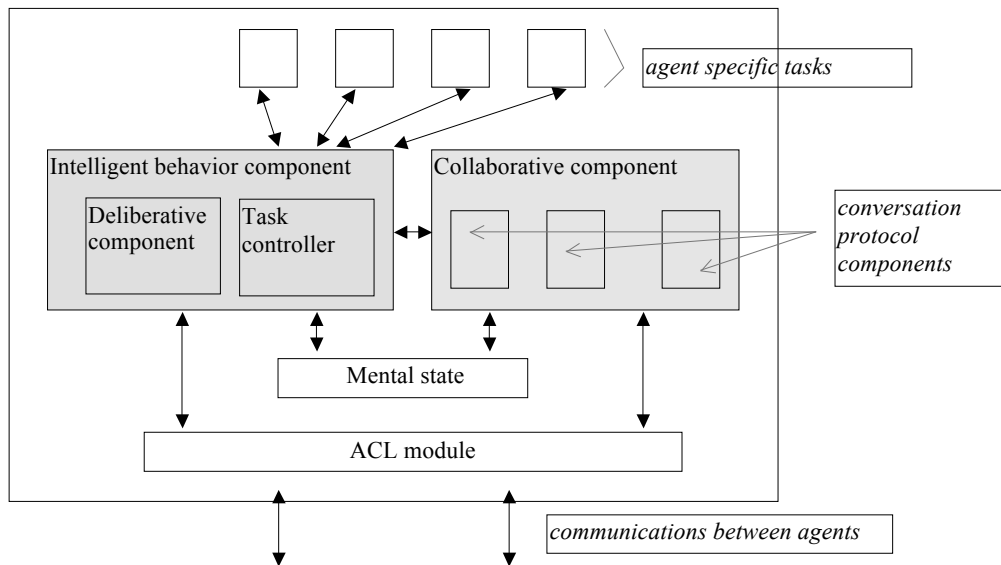 agent specific tasks
Intelligent behavior component
Collaborative component
Deliberative
component
Task
controller
conversation
protocol
components
Mental state
ACL module
communications between agents